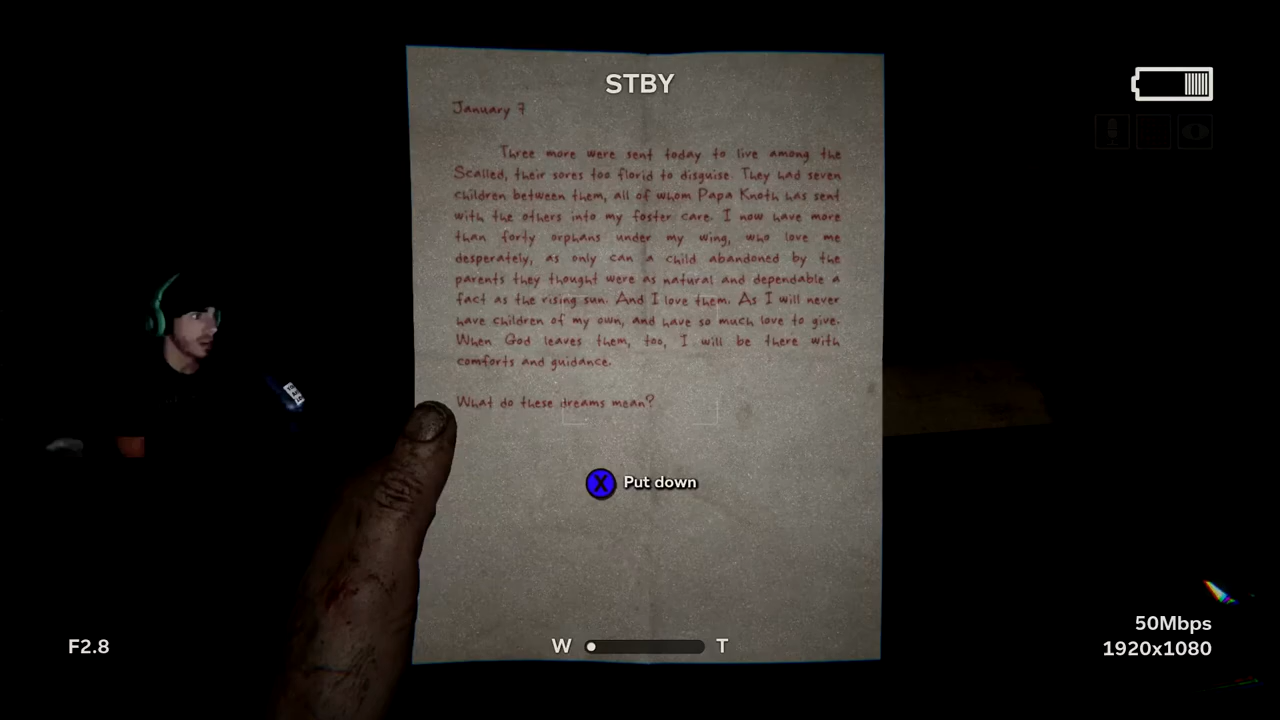 STBY
January 7
Three more were sent today to live among the
Scalled, their sores too florid to disguise. They had seven
children between them, all of whom Papa Knoth has sent
with the others into my foster care. I now have more
than forty orphans under my wing, who love me
desperately, as only can a child abandoned by the
parents they thought were as natural and dependable a
fact as the rising sun. And I love them. As I will never
have children of my own, and have so much love to give.
When God leaves them, too, I will be there with
comforts and guidance.
What do these dreams mean?
X Put down
F2.8
W T
50Mbps
1920x1080